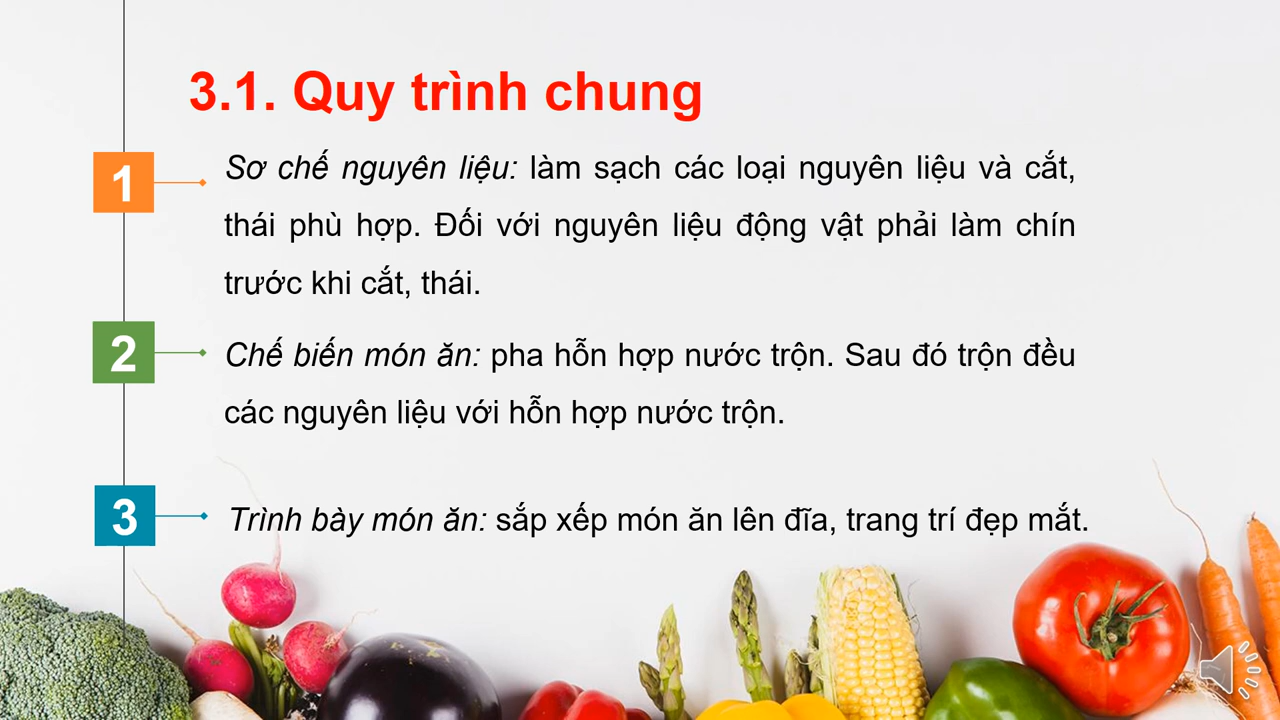 3.1. Quy trình chung
1
Sơ chế nguyên liệu: làm sạch các loại nguyên liệu và cắt,
thái phù hợp. Đối với nguyên liệu động vật phải làm chín
trước khi cắt, thái.
2
Chế biến món ăn: pha hỗn hợp nước trộn. Sau đó trộn đều
các nguyên liệu với hỗn hợp nước trộn.
3
Trình bày món ăn: sắp xếp món ăn lên đĩa, trang trí đẹp mắt.